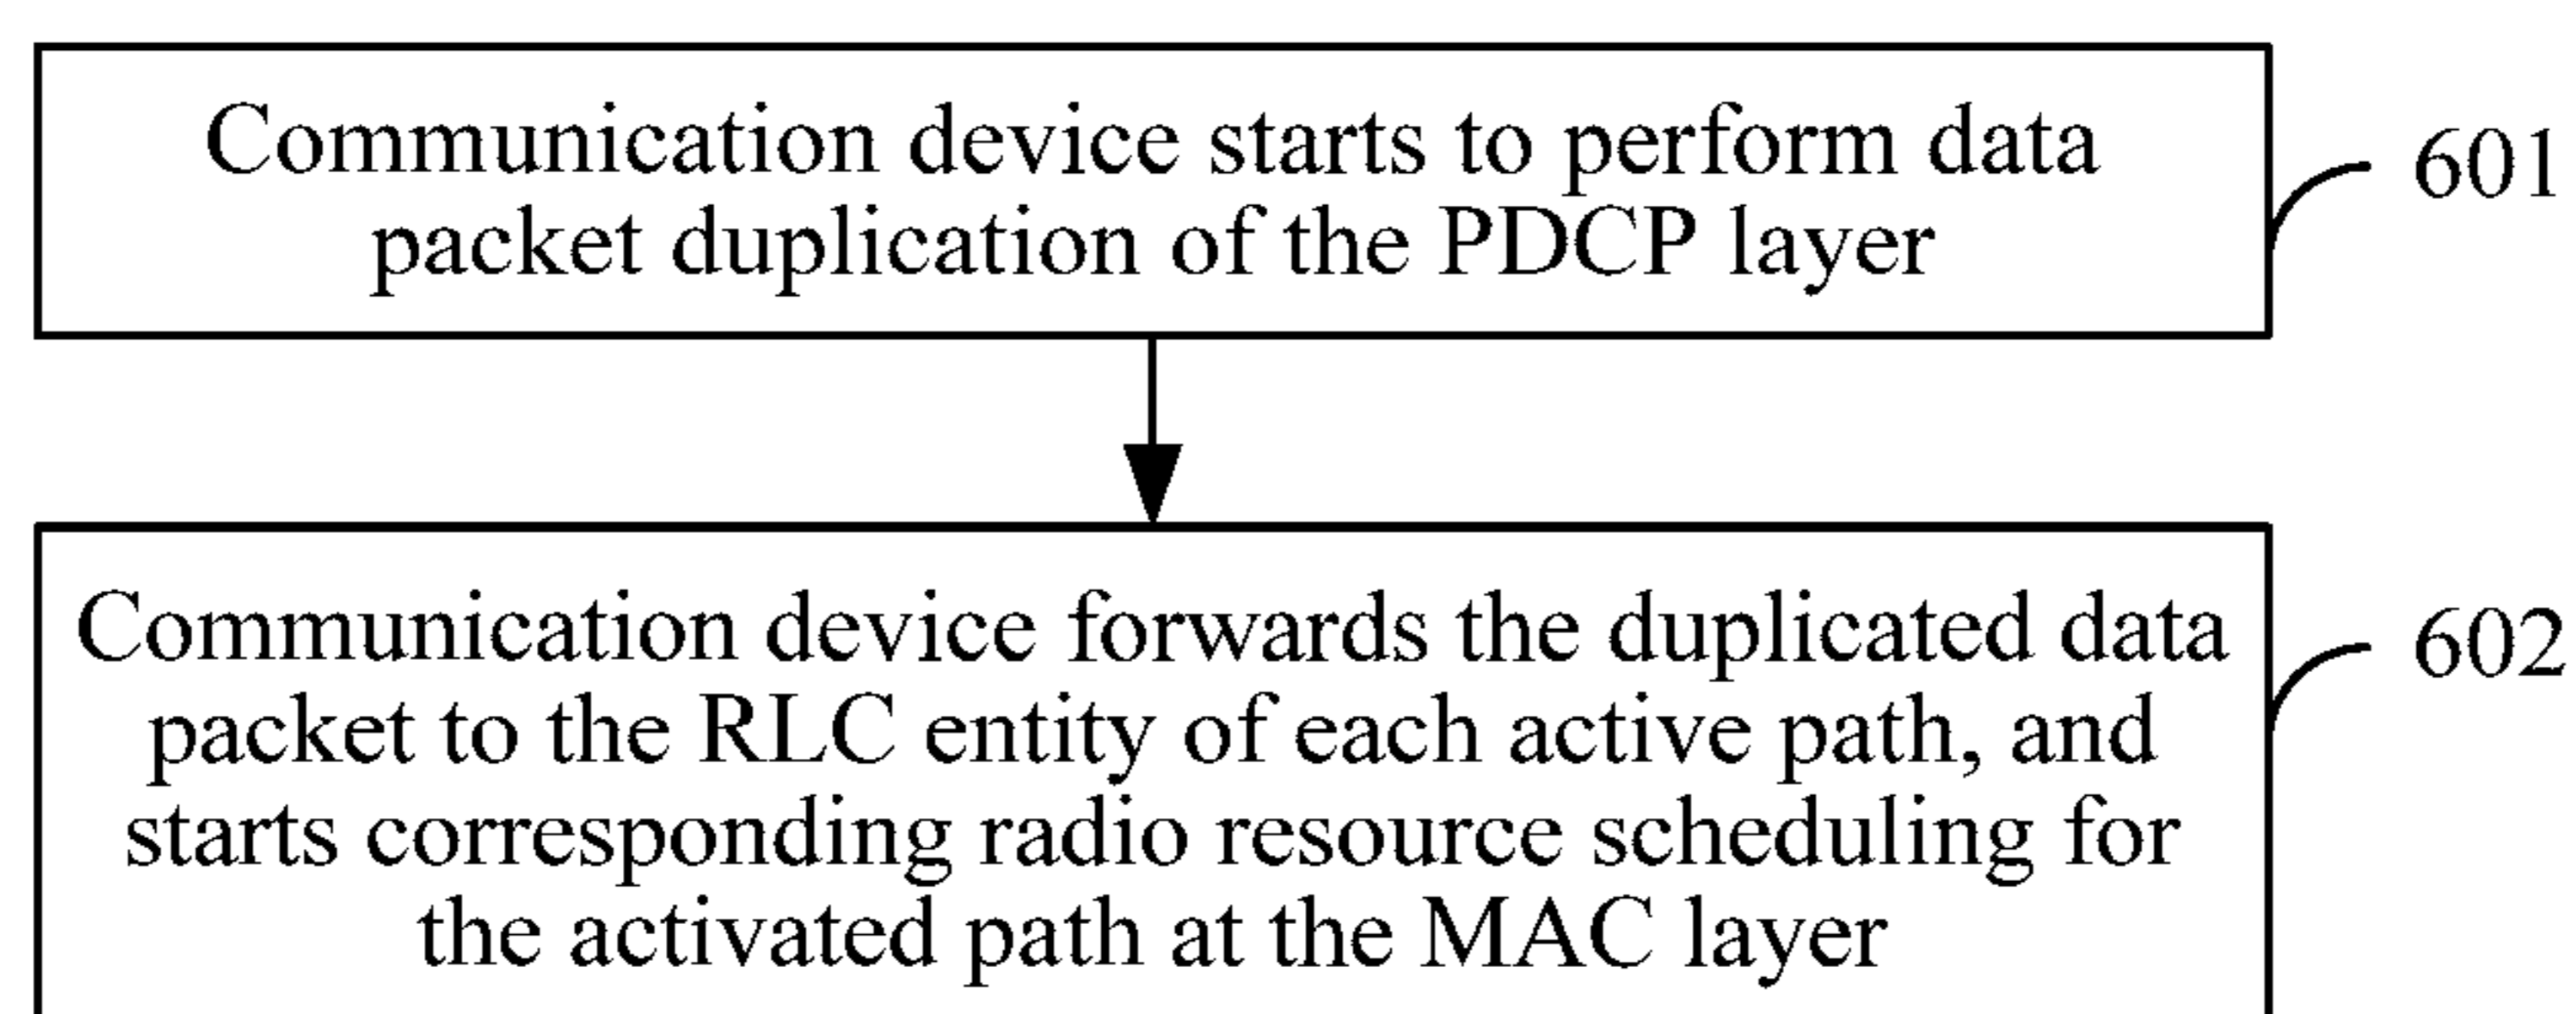 Communication device starts to perform data
packet duplication of the PDCP layer
601
Communication device forwards the duplicated data
packet to the RLC entity of each active path, and
starts corresponding radio resource scheduling for
the activated path at the MAC layer
602